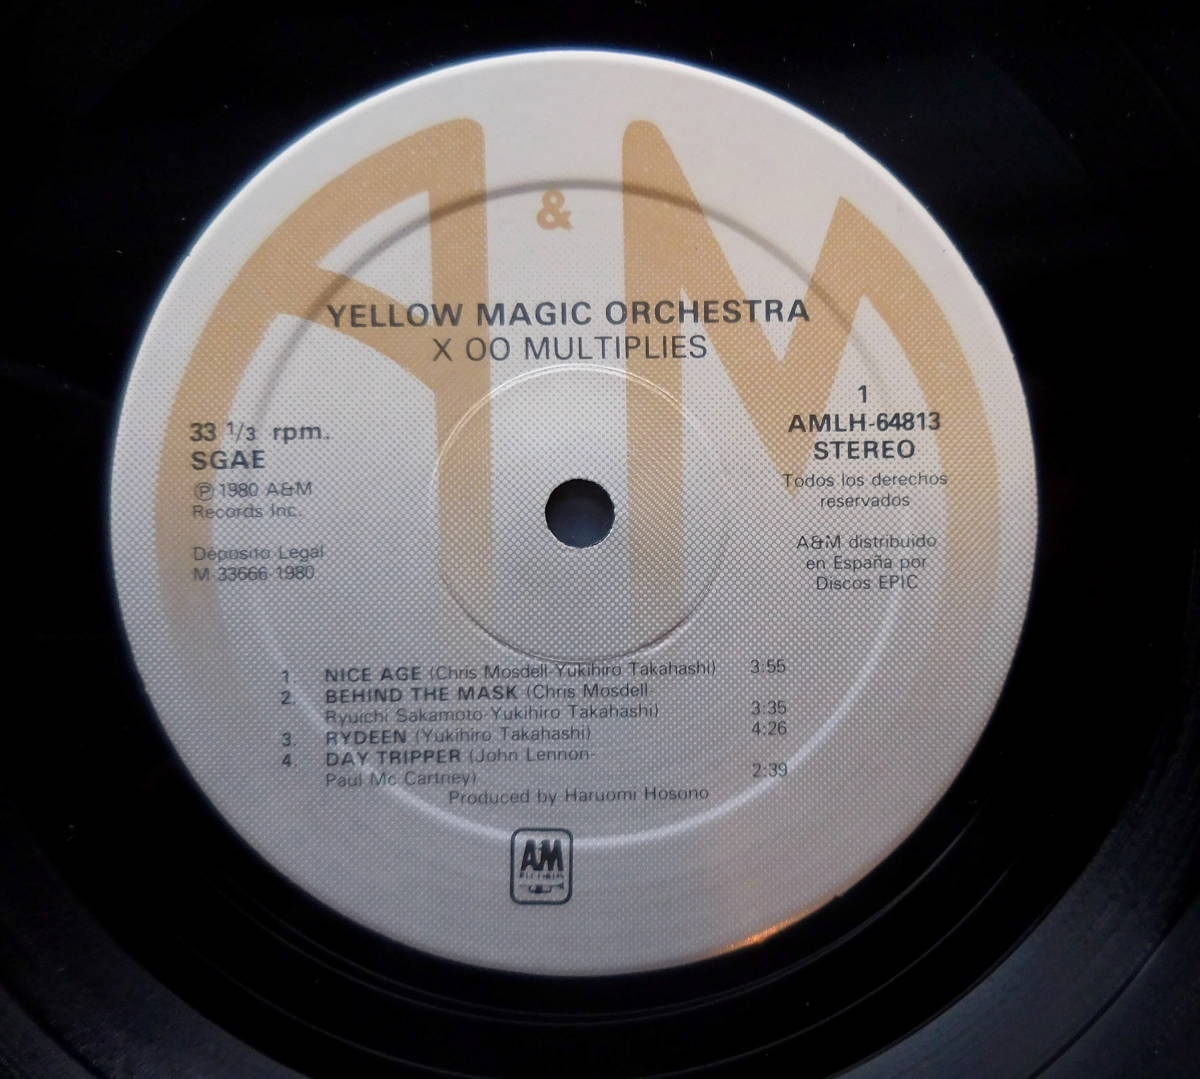 A & M
YELLOW MAGIC ORCHESTRA
X OO MULTIPLIES
33 1/3 rpm.
SGAE
Ⓟ 1980 A&M
Records Inc.
Déposito Legal
M 33666 1980
1
AMLH-64813
STEREO
Todos los derechos
reservados
A&M distribuido
en España por
Discos EPIC
1. NICE AGE (Chris Mosdell-Yukihiro Takahashi) 3:55
2. BEHIND THE MASK (Chris Mosdell-
Ryuichi Sakamoto-Yukihiro Takahashi) 3:35
3. RYDEEN (Yukihiro Takahashi) 4:26
4. DAY TRIPPER (John Lennon-
Paul Mc Cartney) 2:39
Produced by Haruomi Hosono
A&M
RECORDS